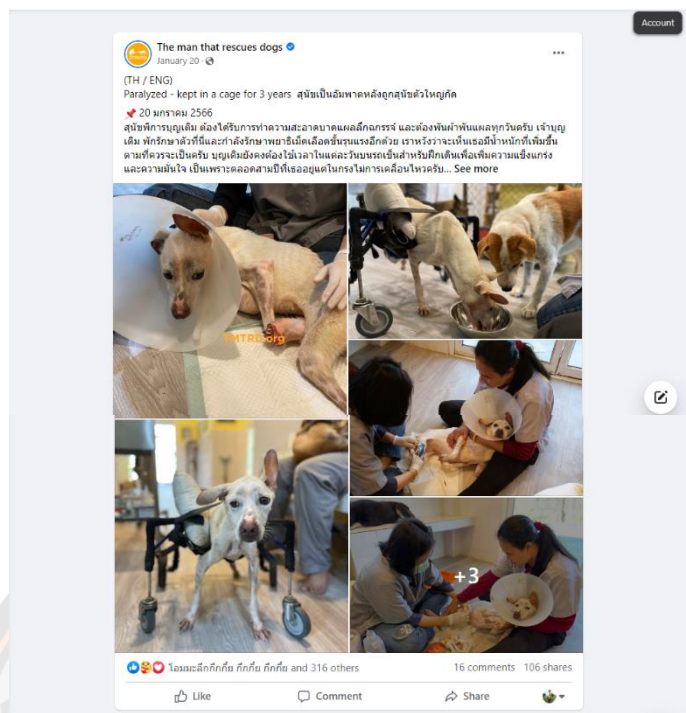 Account
The man that rescues dogs
January 20 ·
(TH / ENG)
Paralyzed - kept in a cage for 3 years สุนัขเป็นอัมพาตหลังถูกสุนัขตัวใหญ่กัด
📌 20 มกราคม 2566
สุนัขพิการบุญเติม ต้องได้รับการทำความสะอาดบาดแผลลึกฉกรรจ์ และต้องพันผ้าพันแผลทุกวันครับ เจ้าบุญ
เติม พักรักษาตัวที่นี่และกำลังรักษาพยาธิเม็ดเลือดขั้นรุนแรงอีกด้วย เราหวังว่าจะเห็นเธอมีน้ำหนักที่เพิ่มขึ้น
ตามที่ควรจะเป็นครับ บุญเติมยังคงต้องใช้เวลาในแต่ละวันบนรถเข็นสำหรับฝึกเดินเพื่อเพิ่มความแข็งแกร่ง
และความมั่นใจ เป็นเพราะตลอดสามปีที่เธออยู่แต่ในกรงไม่การเคลื่อนไหวครับ... See more
TMTRD.org
+3
โอมมะลึกกึกกึ๋ย กึกกึ๋ย กึกกึ๋ย and 316 others
16 comments 106 shares
Like
Comment
Share